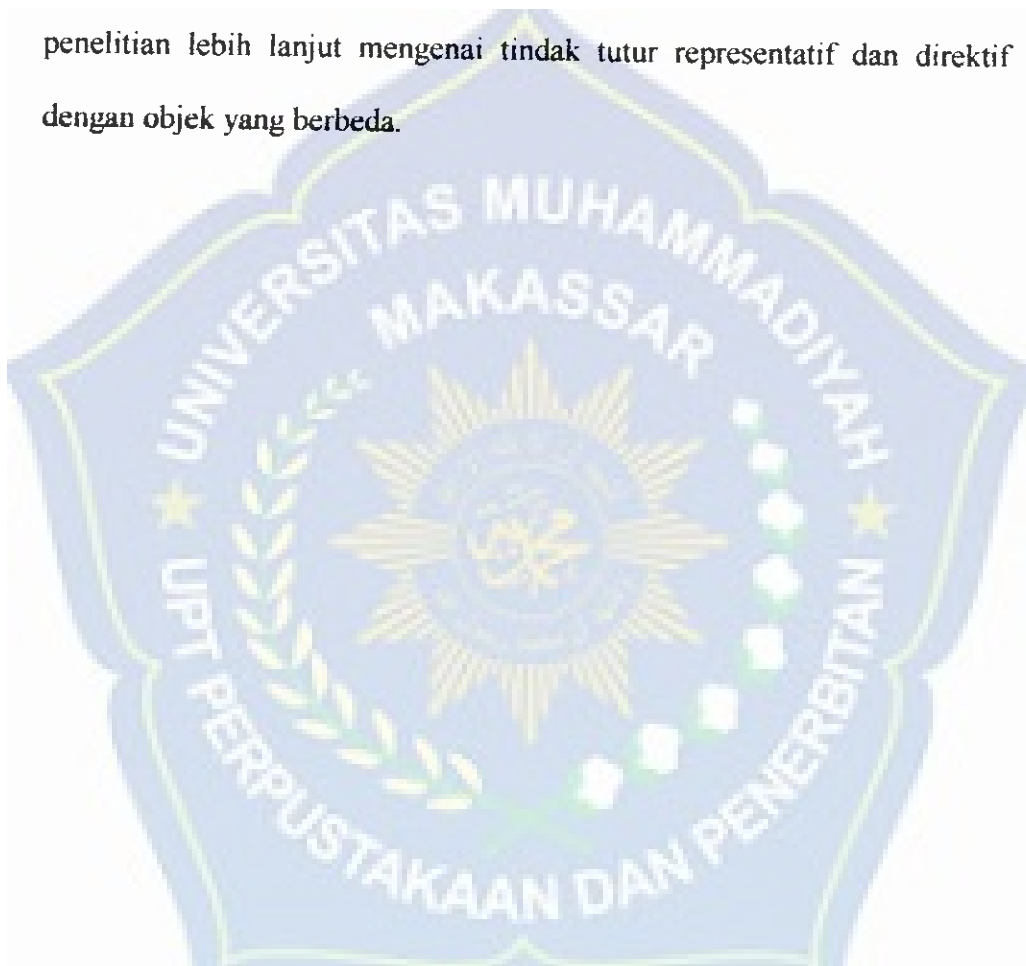 penelitian lebih lanjut mengenai tindak tutur representatif dan direktif
dengan objek yang berbeda.
UNIVERSITAS MUHAMMADIYAH
MAKASSAR
UPT PERPUSTAKAAN DAN PENERBITAN